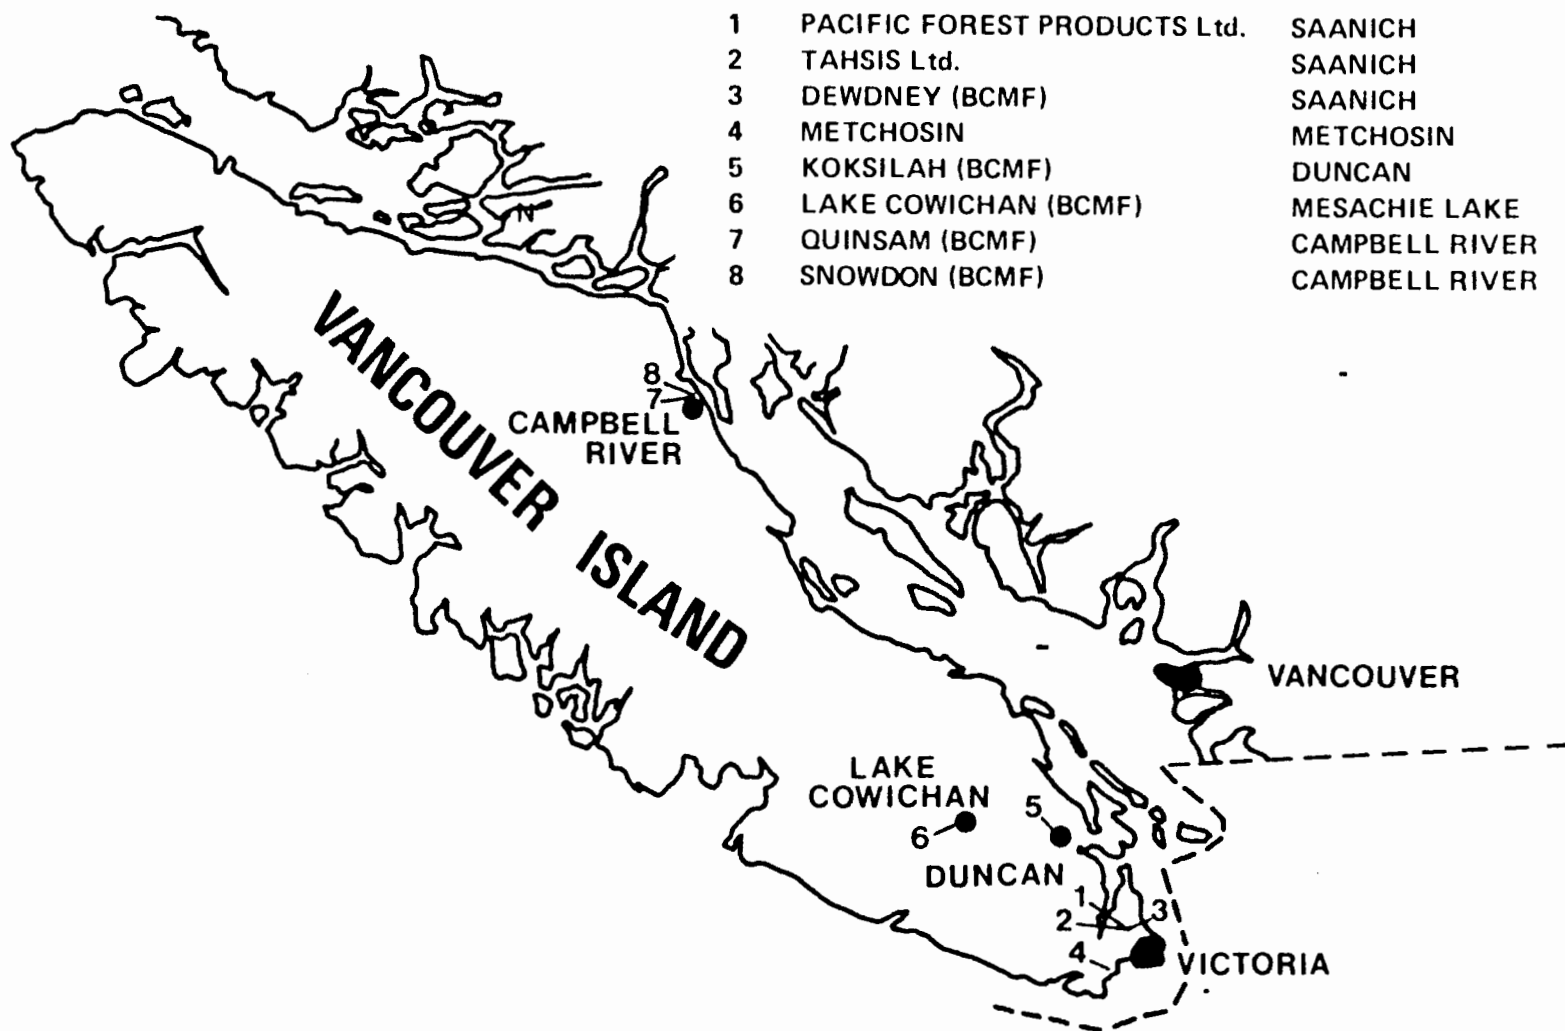 1 PACIFIC FOREST PRODUCTS Ltd. SAANICH
2 TAHSIS Ltd. SAANICH
3 DEWDNEY (BCMF) SAANICH
4 METCHOSIN METCHOSIN
5 KOKSILAH (BCMF) DUNCAN
6 LAKE COWICHAN (BCMF) MESACHIE LAKE
7 QUINSAM (BCMF) CAMPBELL RIVER
8 SNOWDON (BCMF) CAMPBELL RIVER
N
VANCOUVER ISLAND
8
7
CAMPBELL
RIVER
VANCOUVER
LAKE
COWICHAN
6
5
DUNCAN
1
2
3
4
VICTORIA